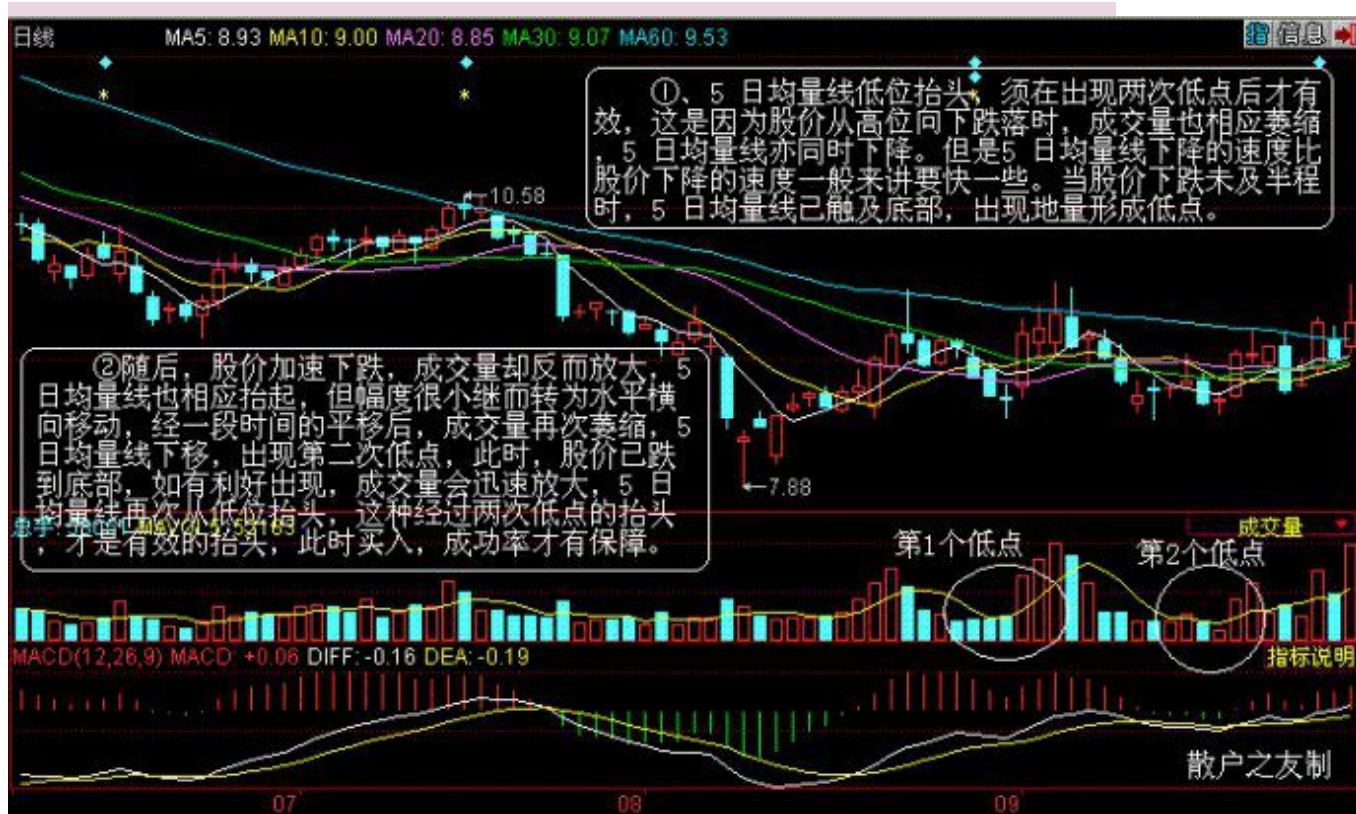 日线 MA5: 8.93 MA10: 9.00 MA20: 8.85 MA30: 9.07 MA60: 9.53 指 信息
①、5 日均量线低位抬头，须在出现两次低点后才有
效，这是因为股价从高位向下跌落时，成交量也相应萎缩
，5 日均量线亦同时下降。但是5 日均量线下降的速度比
股价下降的速度一般来讲要快一些。当股价下跌未及半程
时，5 日均量线已触及底部，出现地量形成低点。
10.58
②随后，股价加速下跌，成交量却反而放大，5
日均量线也相应抬起，但幅度很小继而转为水平横
向移动，经一段时间的平移后，成交量再次萎缩，5
日均量线下移，出现第二次低点，此时，股价已跌
到底部，如有利好出现，成交量会迅速放大，5 日
均量线再次从低位抬头，这种经过两次低点的抬头
，才是有效的抬头，此时买入，成功率才有保障。
7.88
成交量
第1个低点
第2个低点
MACD(12,26,9) MACD: +0.06 DIFF: -0.16 DEA: -0.19 指标说明
散户之友制
07 08 09